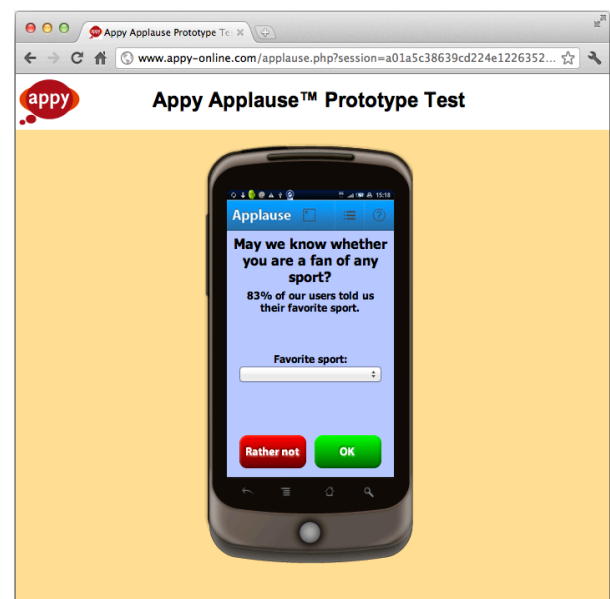 Appy Applause Prototype Te
www.appy-online.com/applause.php?session=a01a5c38639cd224e1226352...
appy
Appy Applause™ Prototype Test
15:18
Applause
?
May we know whether
you are a fan of any
sport?
83% of our users told us
their favorite sport.
Favorite sport:
Rather not
OK